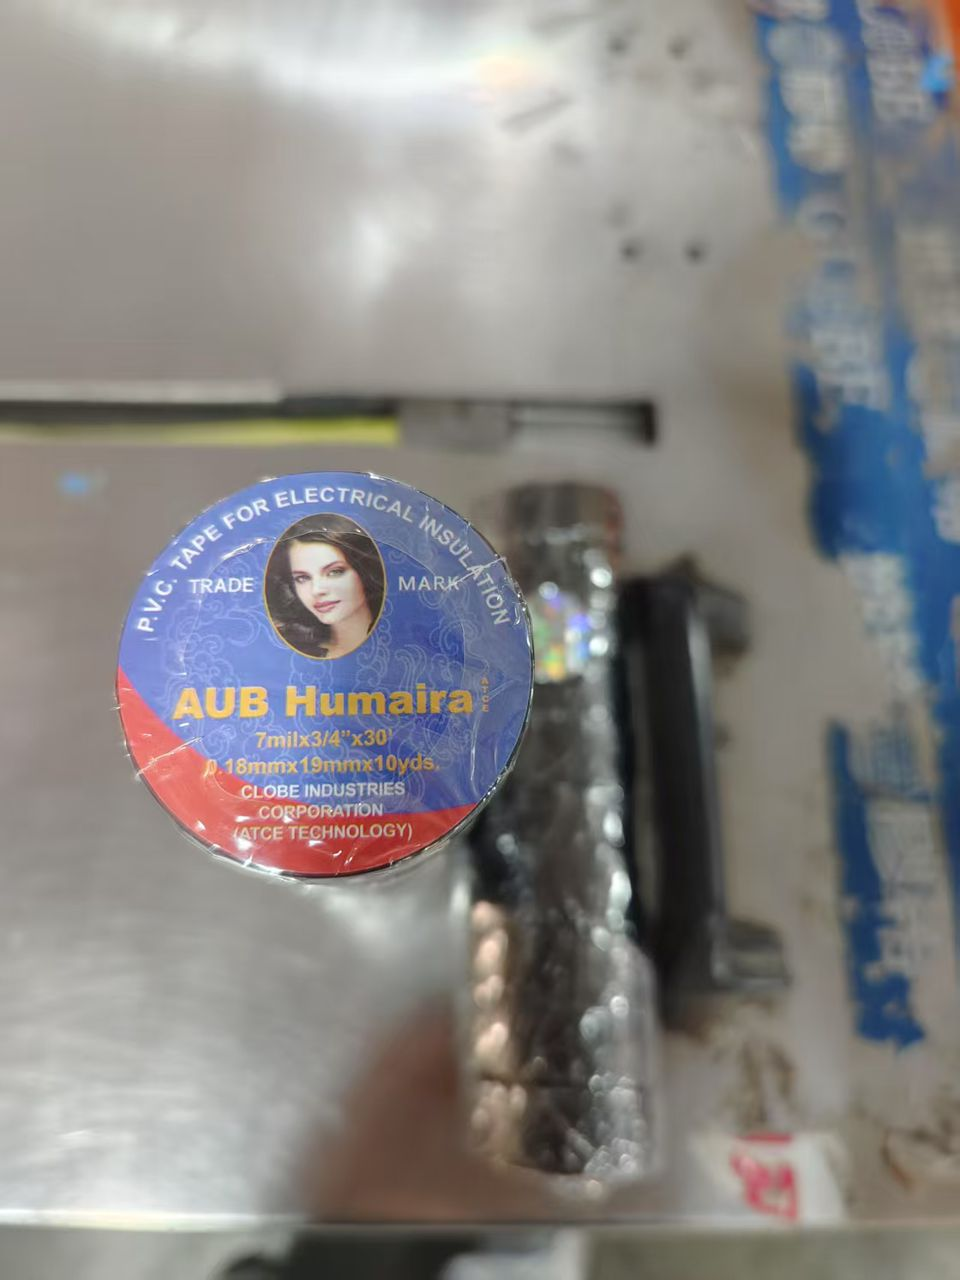 P.V.C. TAPE FOR ELECTRICAL INSULATION
TRADE MARK
AUB Humaira
ATCE
7milx3/4"x30'
0.18mmx19mmx10yds.
CLOBE INDUSTRIES
CORPORATION
(ATCE TECHNOLOGY)